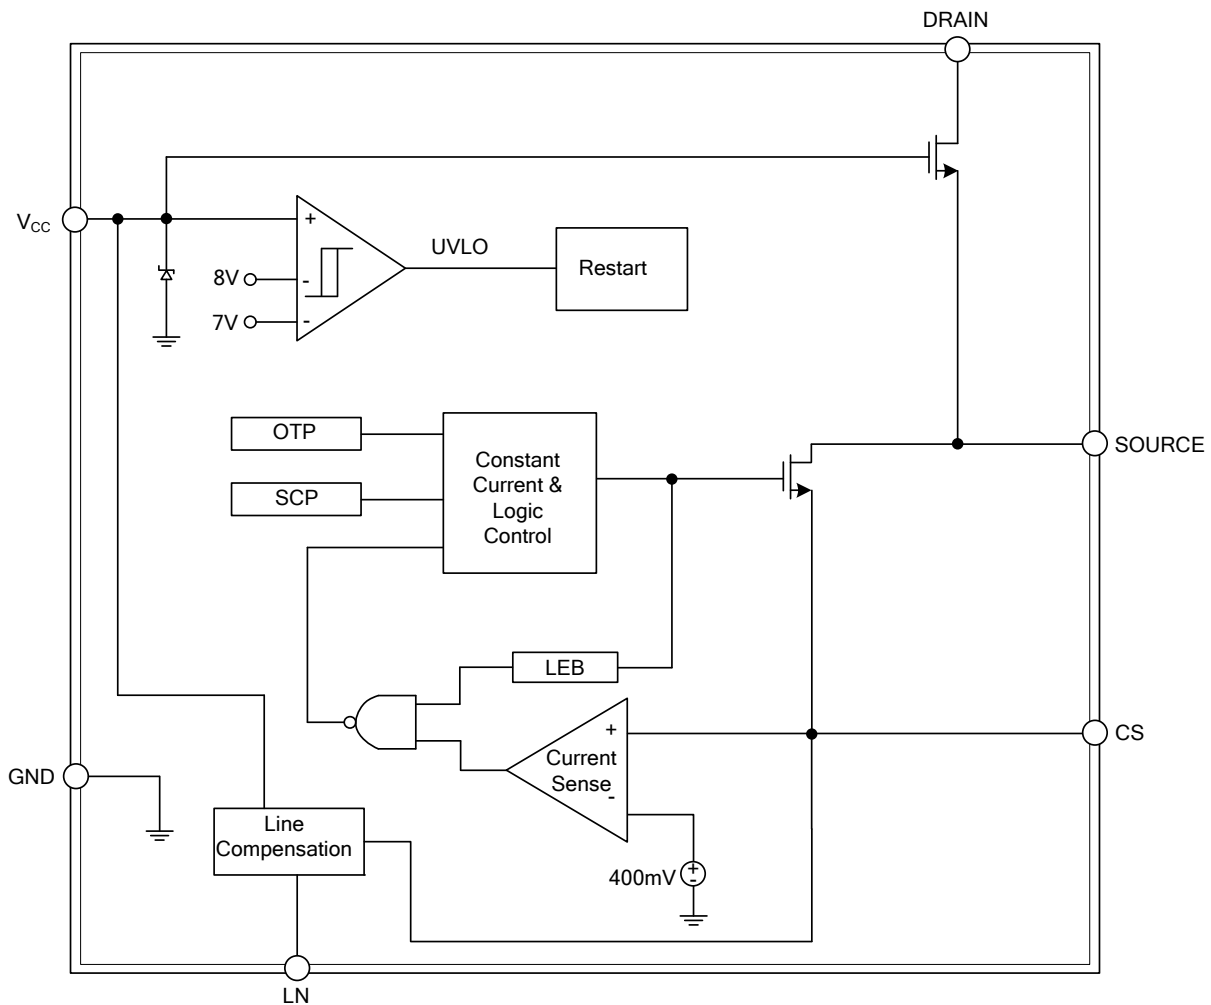 DRAIN
VCC
+
UVLO
Restart
8V
-
7V
-
OTP
Constant
Current &
Logic
Control
SCP
SOURCE
LEB
+
Current
Sense
-
CS
GND
Line
Compensation
400mV
+
-
LN